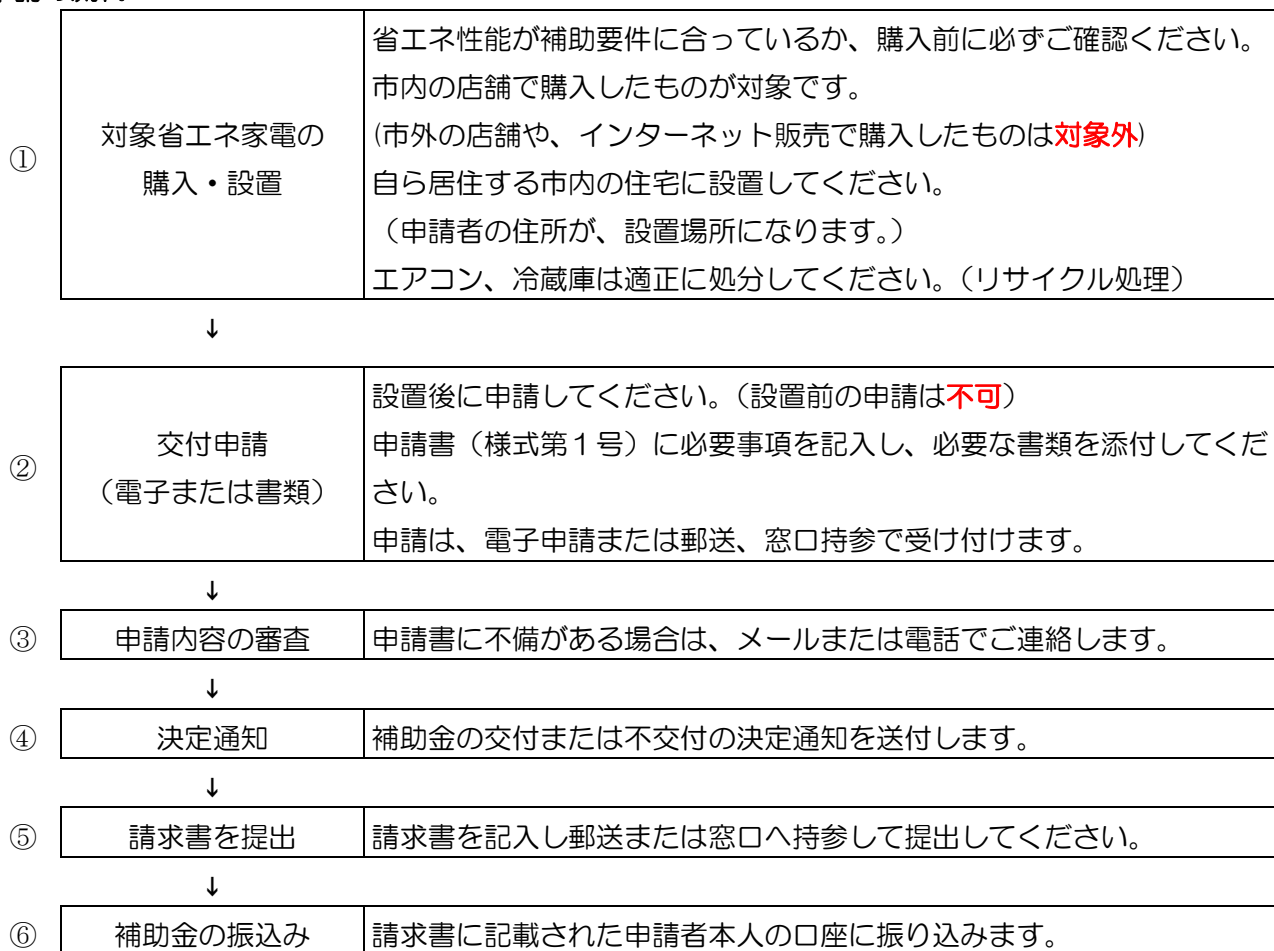 ①
対象省エネ家電の
購入・設置
省エネ性能が補助要件に合っているか、購入前に必ずご確認ください。
市内の店舗で購入したものが対象です。
(市外の店舗や、インターネット販売で購入したものは対象外)
自ら居住する市内の住宅に設置してください。
（申請者の住所が、設置場所になります。）
エアコン、冷蔵庫は適正に処分してください。（リサイクル処理）
↓
②
交付申請
（電子または書類）
設置後に申請してください。（設置前の申請は不可）
申請書（様式第１号）に必要事項を記入し、必要な書類を添付してくだ
さい。
申請は、電子申請または郵送、窓口持参で受け付けます。
↓
③
申請内容の審査
申請書に不備がある場合は、メールまたは電話でご連絡します。
↓
④
決定通知
補助金の交付または不交付の決定通知を送付します。
↓
⑤
請求書を提出
請求書を記入し郵送または窓口へ持参して提出してください。
↓
⑥
補助金の振込み
請求書に記載された申請者本人の口座に振り込みます。